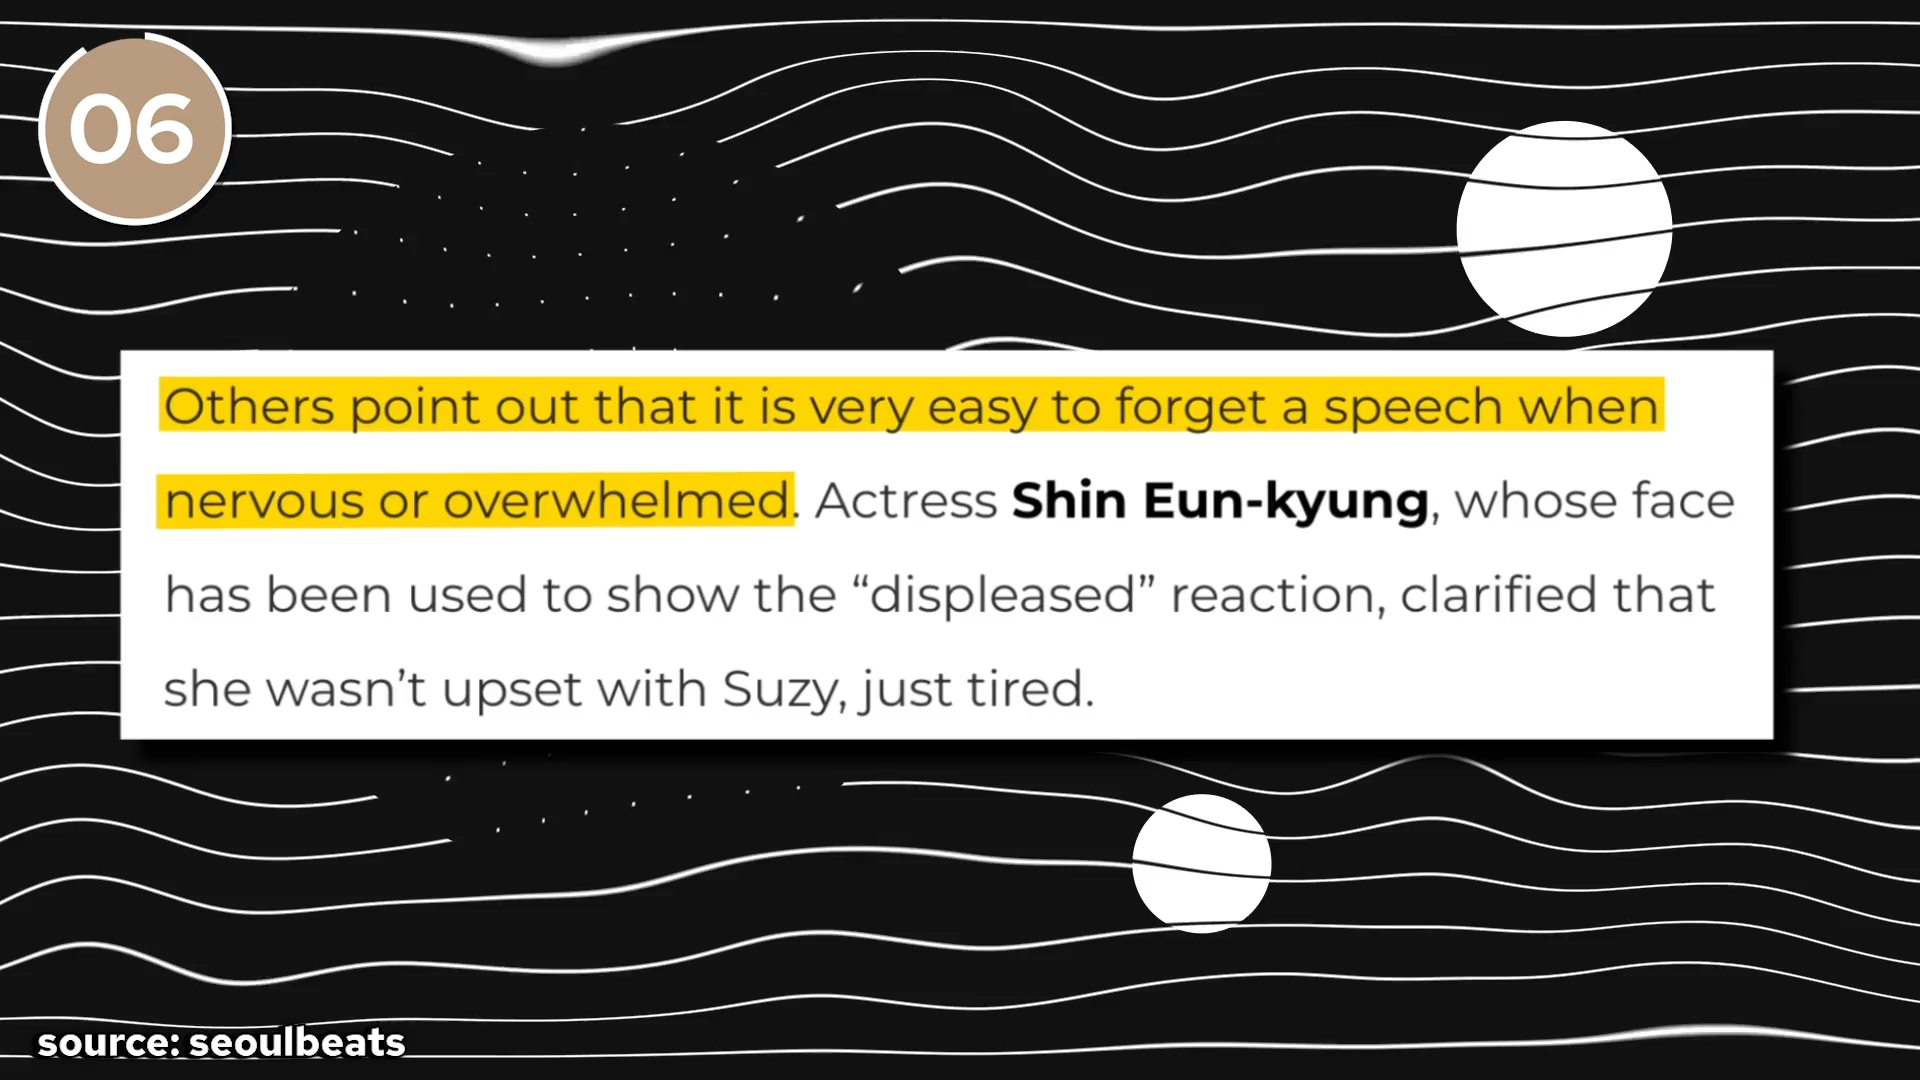 06
Others point out that it is very easy to forget a speech when
nervous or overwhelmed. Actress Shin Eun-kyung, whose face
has been used to show the “displeased” reaction, clarified that
she wasn’t upset with Suzy, just tired.
source: seoulbeats